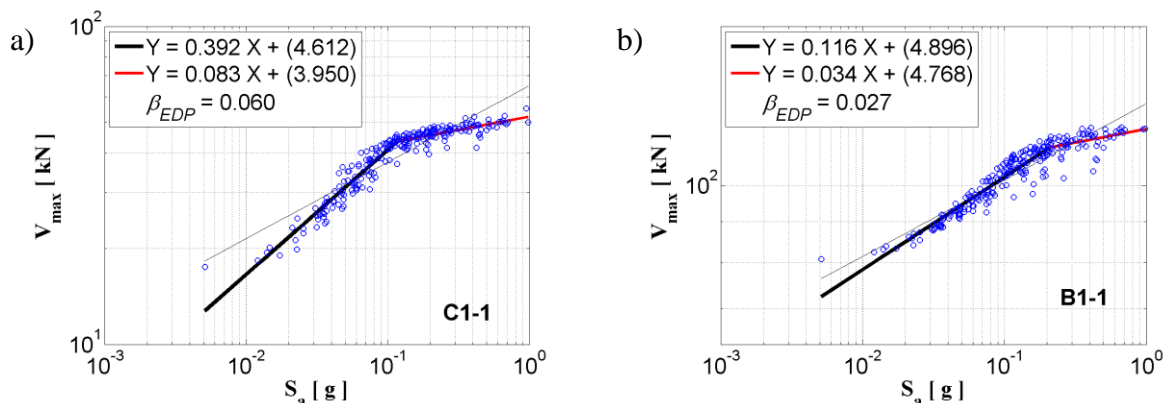 a)
10^2
Y = 0.392 X + (4.612)
Y = 0.083 X + (3.950)
β_EDP = 0.060
V_max [ kN ]
C1-1
10^1
10^-3
10^-2
10^-1
10^0
S_a [ g ]
b)
Y = 0.116 X + (4.896)
Y = 0.034 X + (4.768)
β_EDP = 0.027
V_max [ kN ]
10^2
B1-1
10^-3
10^-2
10^-1
10^0
S_a [ g ]